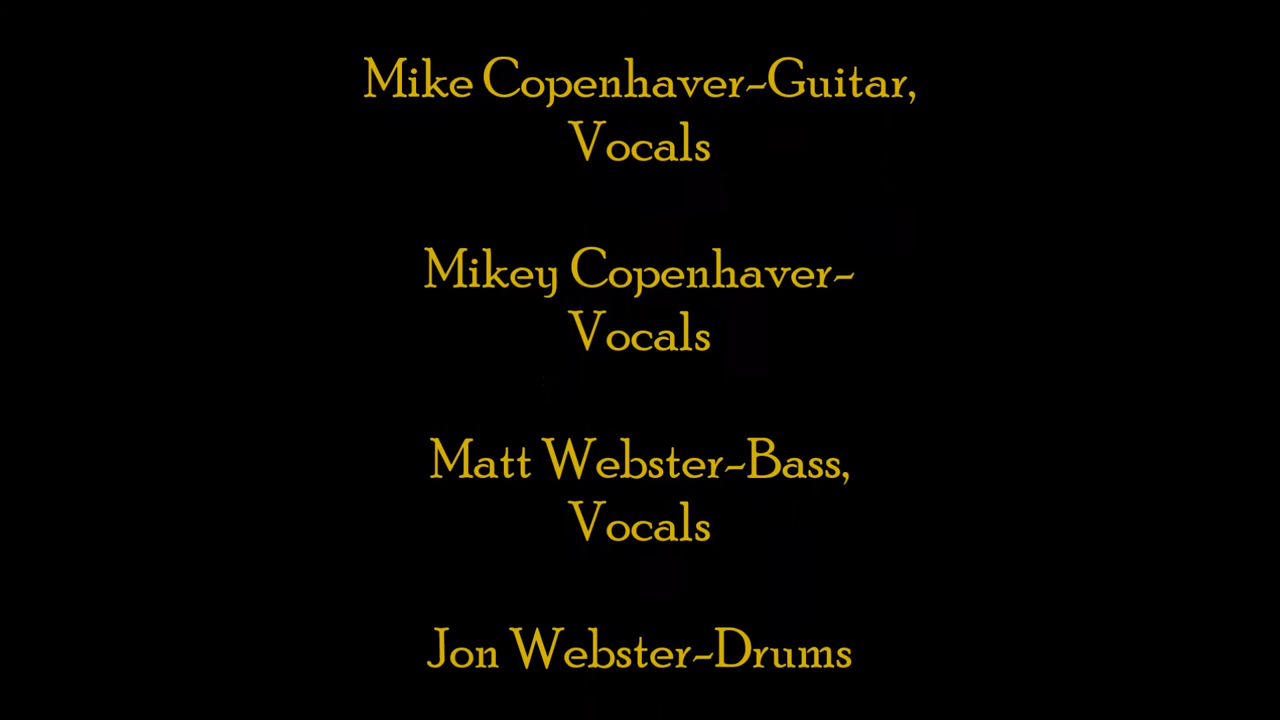 Mike Copenhaver-Guitar,
Vocals
Mikey Copenhaver-
Vocals
Matt Webster-Bass,
Vocals
Jon Webster-Drums